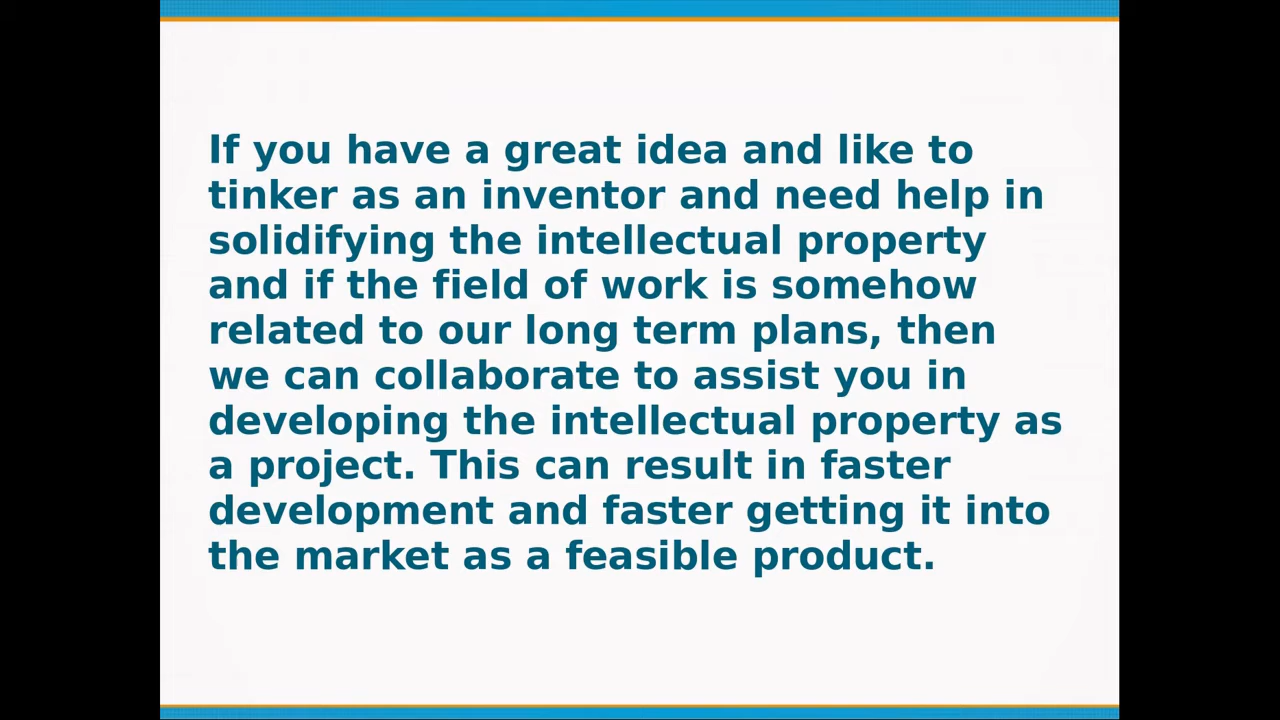 If you have a great idea and like to
tinker as an inventor and need help in
solidifying the intellectual property
and if the field of work is somehow
related to our long term plans, then
we can collaborate to assist you in
developing the intellectual property as
a project. This can result in faster
development and faster getting it into
the market as a feasible product.